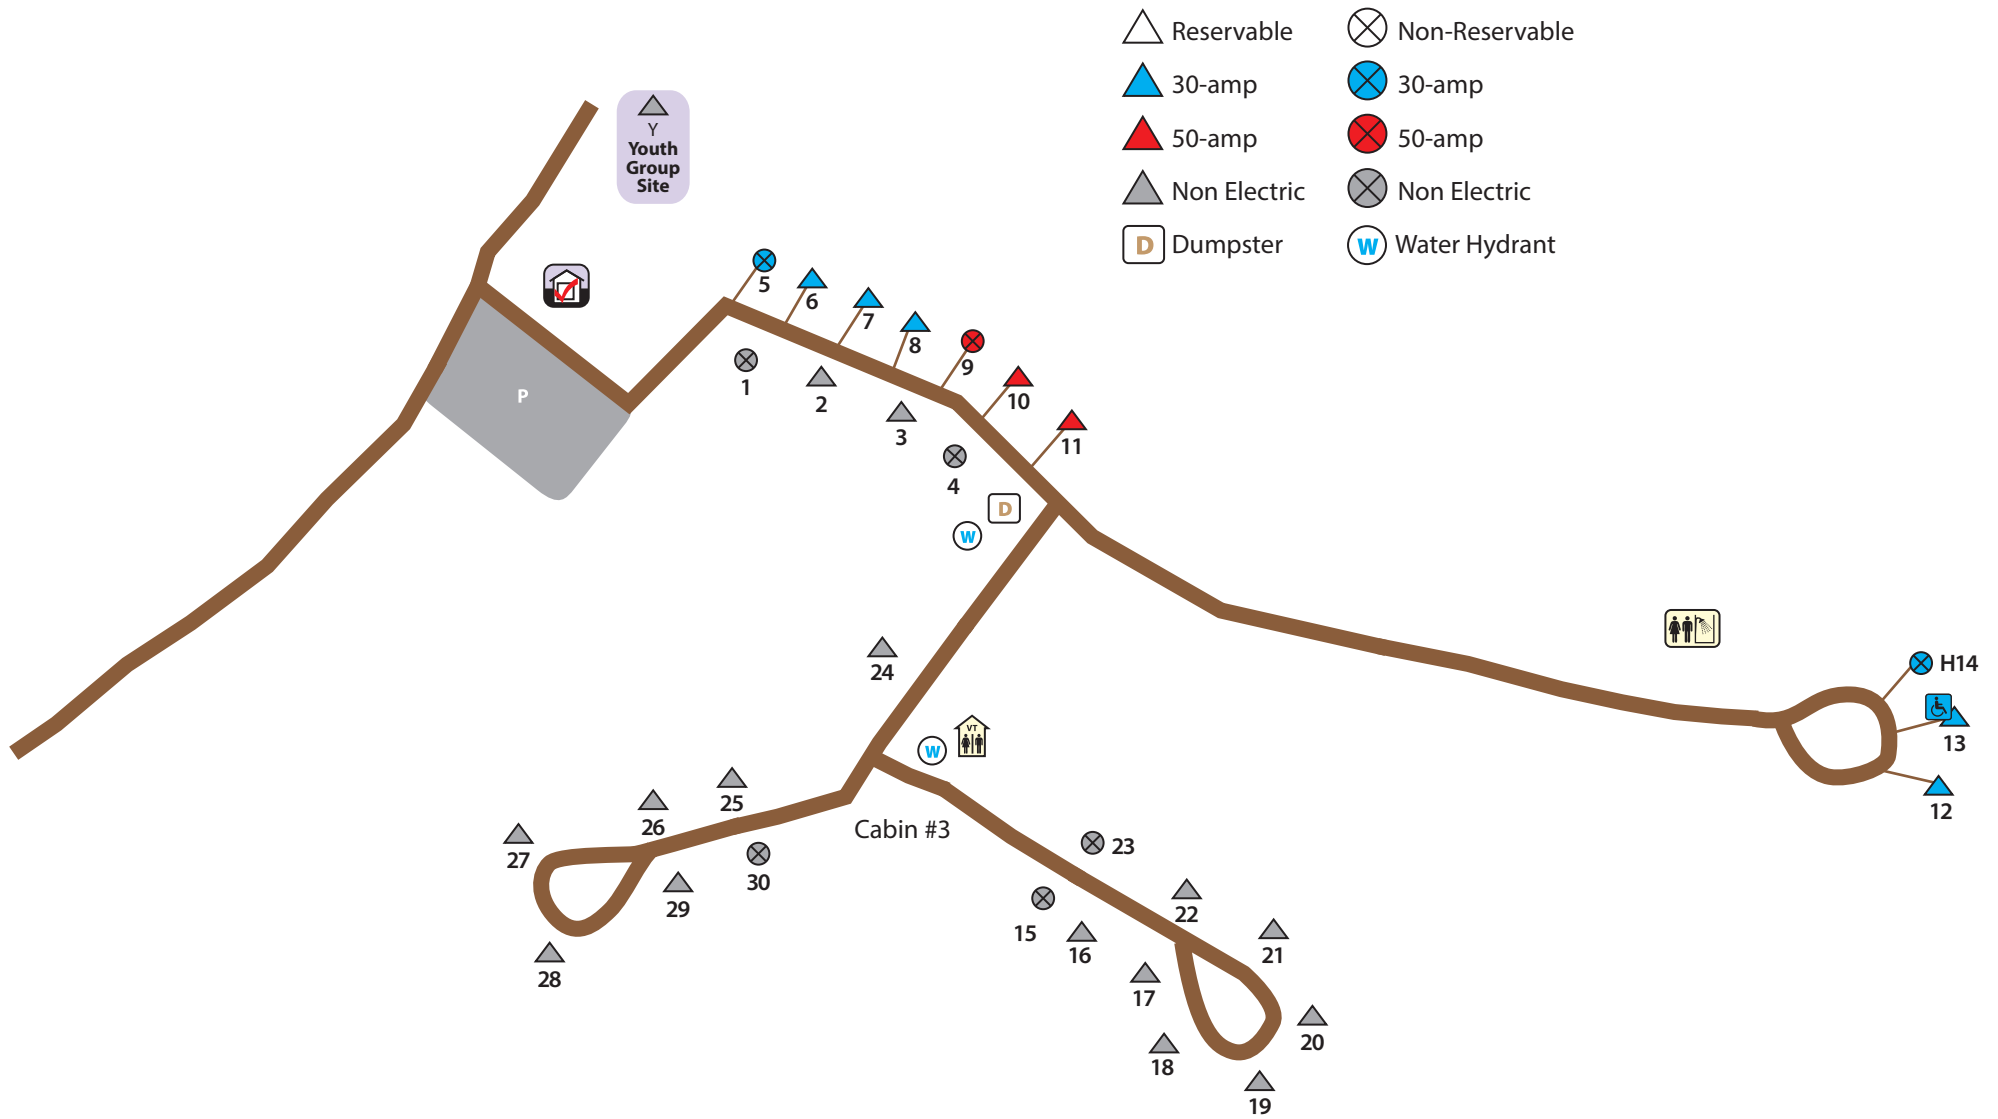 Reservable
Non-Reservable
30-amp
30-amp
50-amp
50-amp
Non Electric
Non Electric
D Dumpster
W Water Hydrant
Y
Youth
Group
Site
P
5
6
7
8
9
10
11
1
2
3
4
D
W
24
H14
13
12
VT
W
25
26
27
Cabin #3
30
29
28
23
15
16
22
21
17
18
20
19